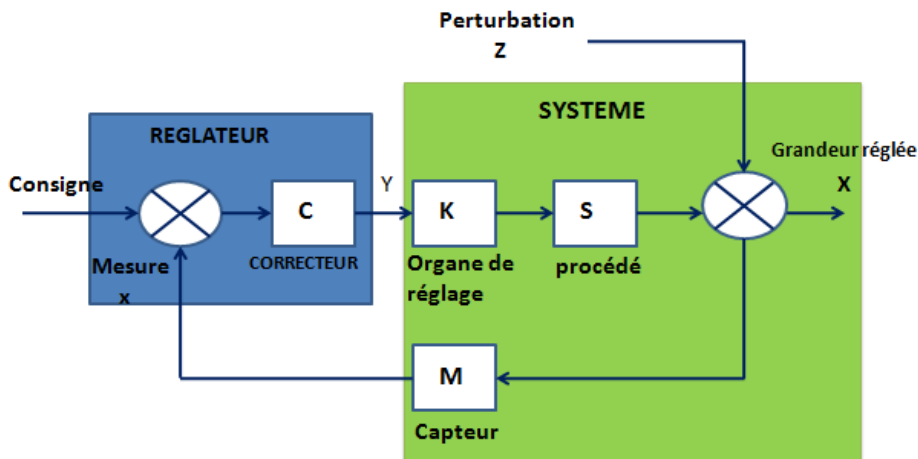 Perturbation
Z
SYSTEME
REGLATEUR
Grandeur réglée
X
Consigne
Y
C
K
S
Mesure
x
CORRECTEUR
Organe de
réglage
procédé
M
Capteur